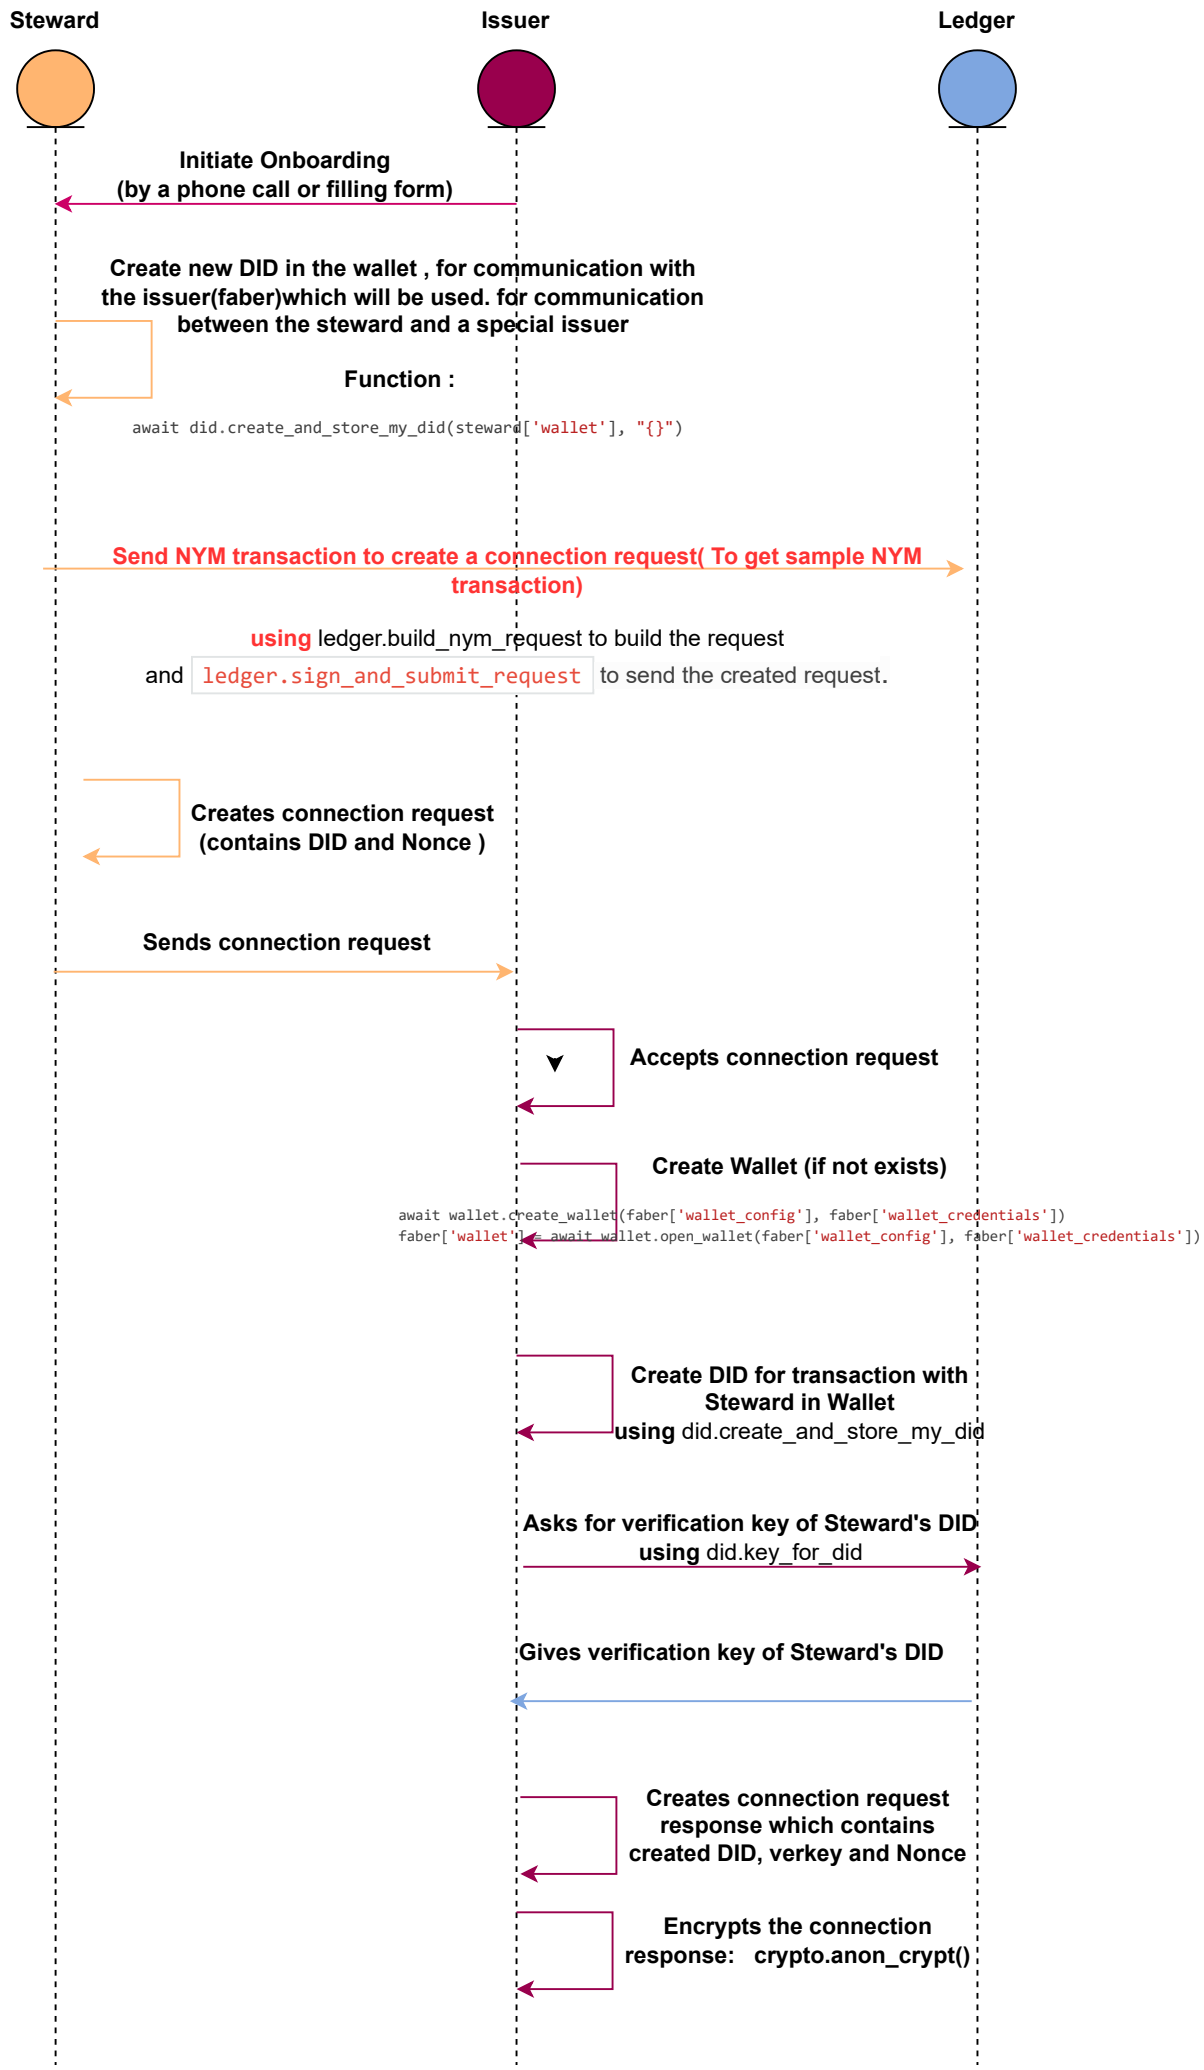 Steward
Issuer
Ledger
Initiate Onboarding
(by a phone call or filling form)
Create new DID in the wallet , for communication with
the issuer(faber)which will be used. for communication
between the steward and a special issuer
Function :
await did.create_and_store_my_did(steward['wallet'], "{}")
Send NYM transaction to create a connection request( To get sample NYM
transaction)
using ledger.build_nym_request to build the request
and ledger.sign_and_submit_request to send the created request.
Creates connection request
(contains DID and Nonce )
Sends connection request
Accepts connection request
Create Wallet (if not exists)
await wallet.create_wallet(faber['wallet_config'], faber['wallet_credentials'])
faber['wallet'] = await wallet.open_wallet(faber['wallet_config'], faber['wallet_credentials'])
Create DID for transaction with
Steward in Wallet
using did.create_and_store_my_did
Asks for verification key of Steward's DID
using did.key_for_did
Gives verification key of Steward's DID
Creates connection request
response which contains
created DID, verkey and Nonce
Encrypts the connection
response: crypto.anon_crypt()